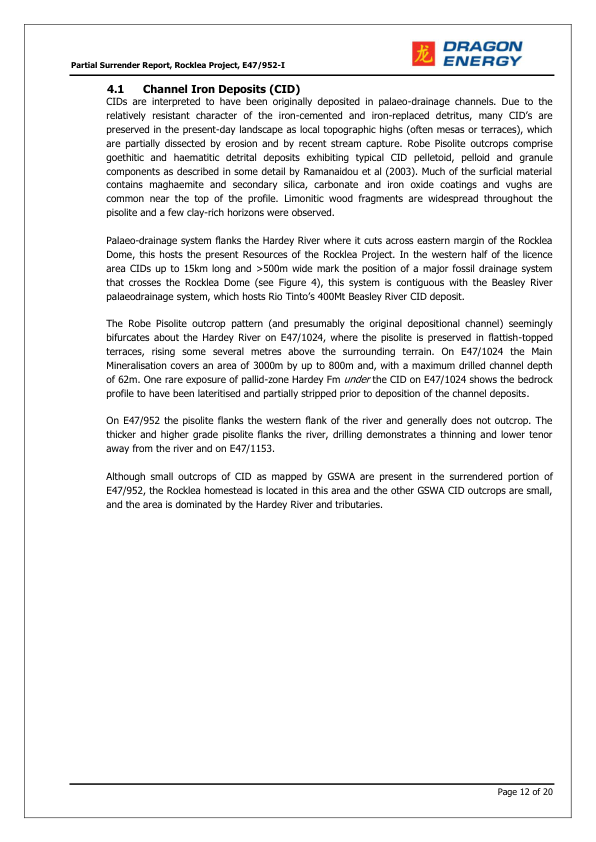 Partial Surrender Report, Rocklea Project, E47/952-I
龙
DRAGON
ENERGY
4.1 Channel Iron Deposits (CID)
CIDs are interpreted to have been originally deposited in palaeo-drainage channels. Due to the
relatively resistant character of the iron-cemented and iron-replaced detritus, many CID's are
preserved in the present-day landscape as local topographic highs (often mesas or terraces), which
are partially dissected by erosion and by recent stream capture. Robe Pisolite outcrops comprise
goethitic and haematitic detrital deposits exhibiting typical CID pelletoid, pelloid and granule
components as described in some detail by Ramanaidou et al (2003). Much of the surficial material
contains maghaemite and secondary silica, carbonate and iron oxide coatings and vughs are
common near the top of the profile. Limonitic wood fragments are widespread throughout the
pisolite and a few clay-rich horizons were observed.
Palaeo-drainage system flanks the Hardey River where it cuts across eastern margin of the Rocklea
Dome, this hosts the present Resources of the Rocklea Project. In the western half of the licence
area CIDs up to 15km long and >500m wide mark the position of a major fossil drainage system
that crosses the Rocklea Dome (see Figure 4), this system is contiguous with the Beasley River
palaeodrainage system, which hosts Rio Tinto's 400Mt Beasley River CID deposit.
The Robe Pisolite outcrop pattern (and presumably the original depositional channel) seemingly
bifurcates about the Hardey River on E47/1024, where the pisolite is preserved in flattish-topped
terraces, rising some several metres above the surrounding terrain. On E47/1024 the Main
Mineralisation covers an area of 3000m by up to 800m and, with a maximum drilled channel depth
of 62m. One rare exposure of pallid-zone Hardey Fm under the CID on E47/1024 shows the bedrock
profile to have been lateritised and partially stripped prior to deposition of the channel deposits.
On E47/952 the pisolite flanks the western flank of the river and generally does not outcrop. The
thicker and higher grade pisolite flanks the river, drilling demonstrates a thinning and lower tenor
away from the river and on E47/1153.
Although small outcrops of CID as mapped by GSWA are present in the surrendered portion of
E47/952, the Rocklea homestead is located in this area and the other GSWA CID outcrops are small,
and the area is dominated by the Hardey River and tributaries.
Page 12 of 20